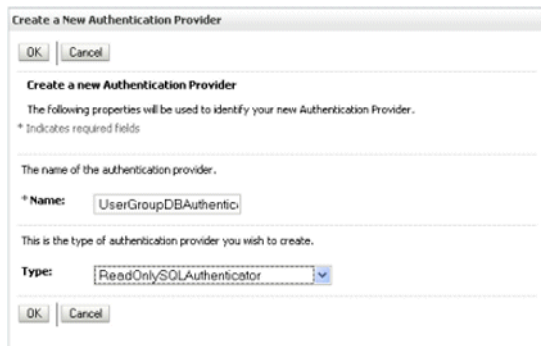 Create a New Authentication Provider
OK Cancel
Create a new Authentication Provider
The following properties will be used to identify your new Authentication Provider.
* Indicates required fields
The name of the authentication provider.
* Name: UserGroupDBAuthentic
This is the type of authentication provider you wish to create.
Type: ReadOnlySQLAuthenticator
OK Cancel